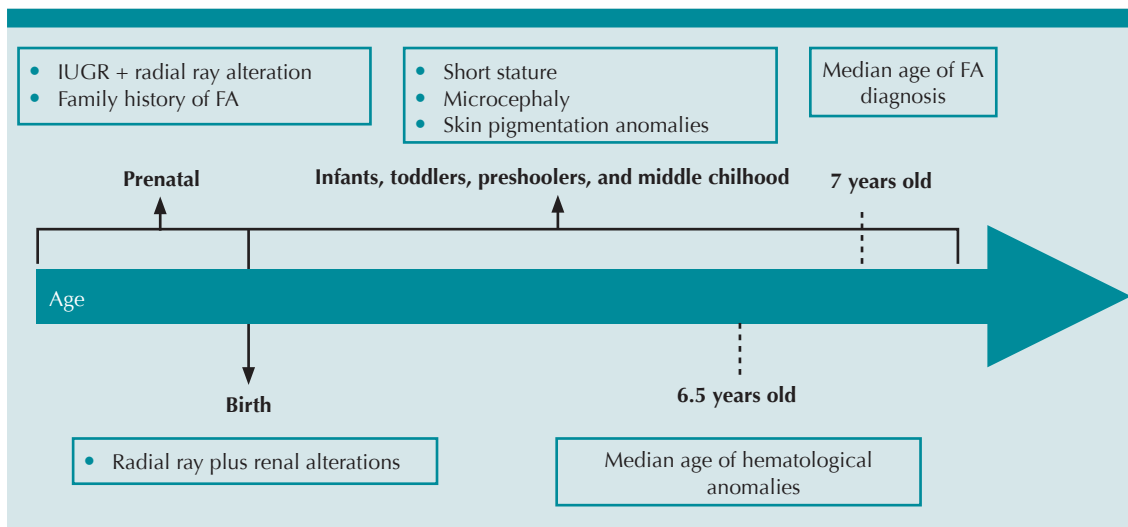 • IUGR + radial ray alteration
• Family history of FA
• Short stature
• Microcephaly
• Skin pigmentation anomalies
Median age of FA
diagnosis
Prenatal
Infants, toddlers, preshoolers, and middle chilhood
7 years old
Age
Birth
6.5 years old
• Radial ray plus renal alterations
Median age of hematological
anomalies